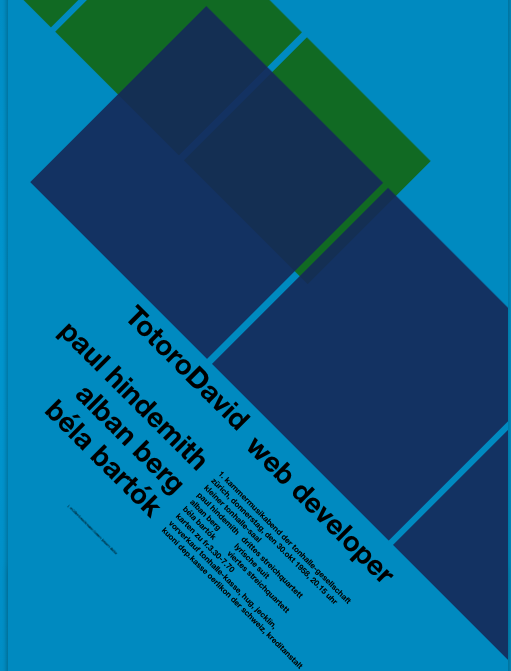 TotoroDavid web developer
paul hindemith
alban berg
béla bartók
1. kammermusikabend der tonhalle-gesellschaft
zürich, donnerstag, den 30. okt 1958, 20.15 uhr
kleiner tonhalle-saal
paul hindemith drittes streichquartett
alban berg lyrische suite
béla bartók viertes streichquartett
karten zu fr.3.30-7.70
vorverkauf tonhalle-kasse, hug, jecklin,
kuoni dep.kasse oerlikon der schweiz, kreditanstalt